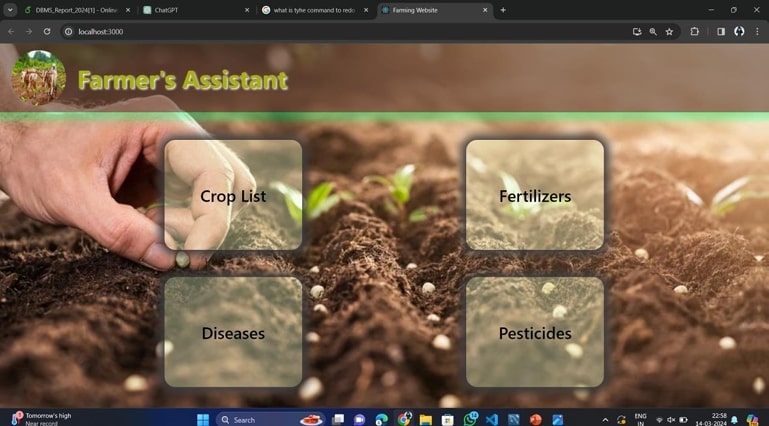 DBMS_Report_2024[1] - Online
ChatGPT
what is tyhe command to redo
Farming Website
localhost:3000
Farmer's Assistant
Crop List
Fertilizers
Diseases
Pesticides
Tomorrow's high
Near record
Search
ENG
IN
22:58
14-03-2024